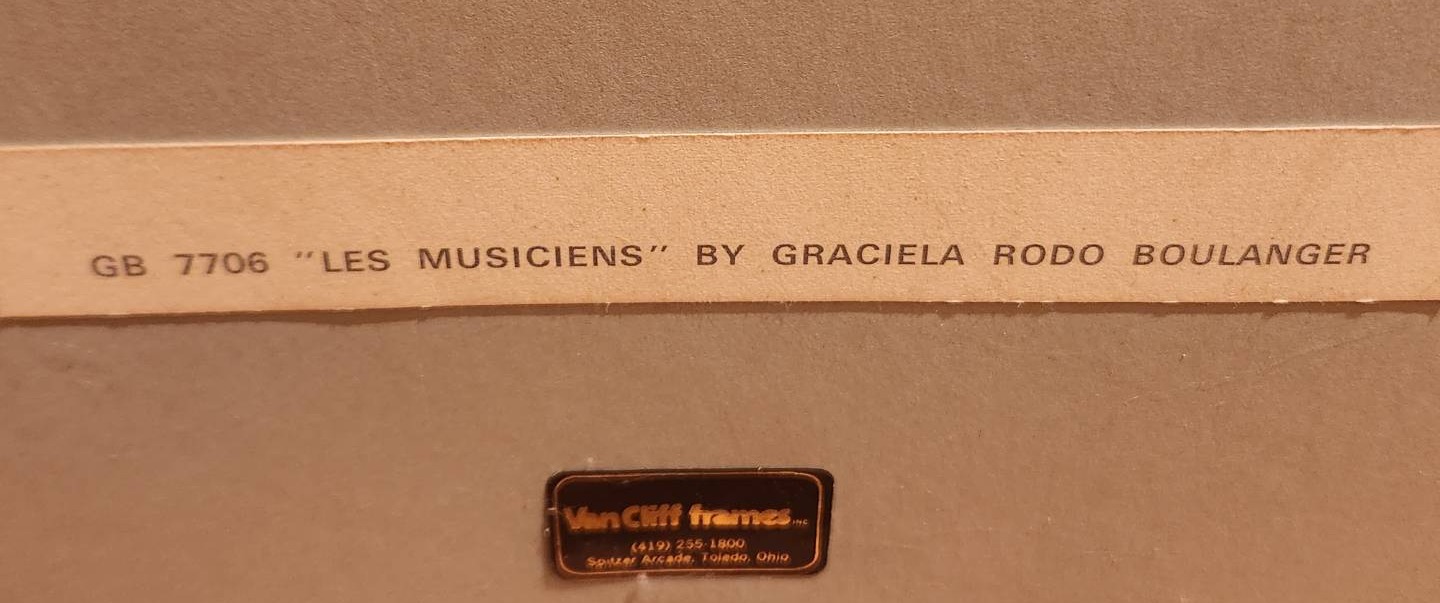 GB 7706 "LES MUSICIENS" BY GRACIELA RODO BOULANGER
VanCliff frames INC
(419) 255-1800
Spitzer Arcade, Toledo, Ohio